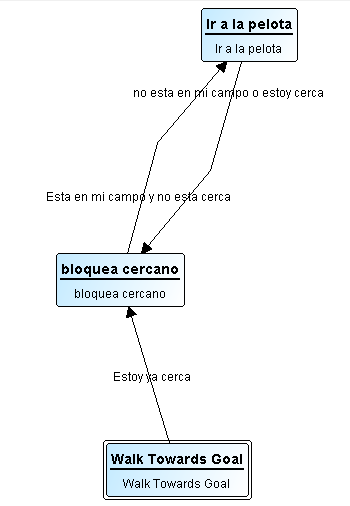 Ir a la pelota
Ir a la pelota
no esta en mi campo o estoy cerca
Esta en mi campo y no esta cerca
bloquea cercano
bloquea cercano
Estoy ya cerca
Walk Towards Goal
Walk Towards Goal